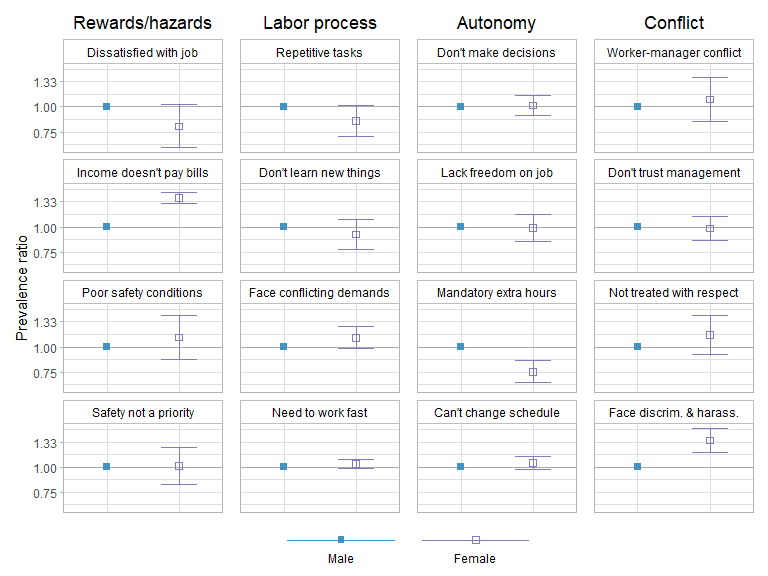 Rewards/hazards Labor process Autonomy Conflict
Dissatisfied with job Repetitive tasks Don't make decisions Worker-manager conflict
1.33
1.00
0.75
Income doesn't pay bills Don't learn new things Lack freedom on job Don't trust management
1.33
1.00
0.75
Prevalence ratio
Poor safety conditions Face conflicting demands Mandatory extra hours Not treated with respect
1.33
1.00
0.75
Safety not a priority Need to work fast Can't change schedule Face discrim. & harass.
1.33
1.00
0.75
Male Female